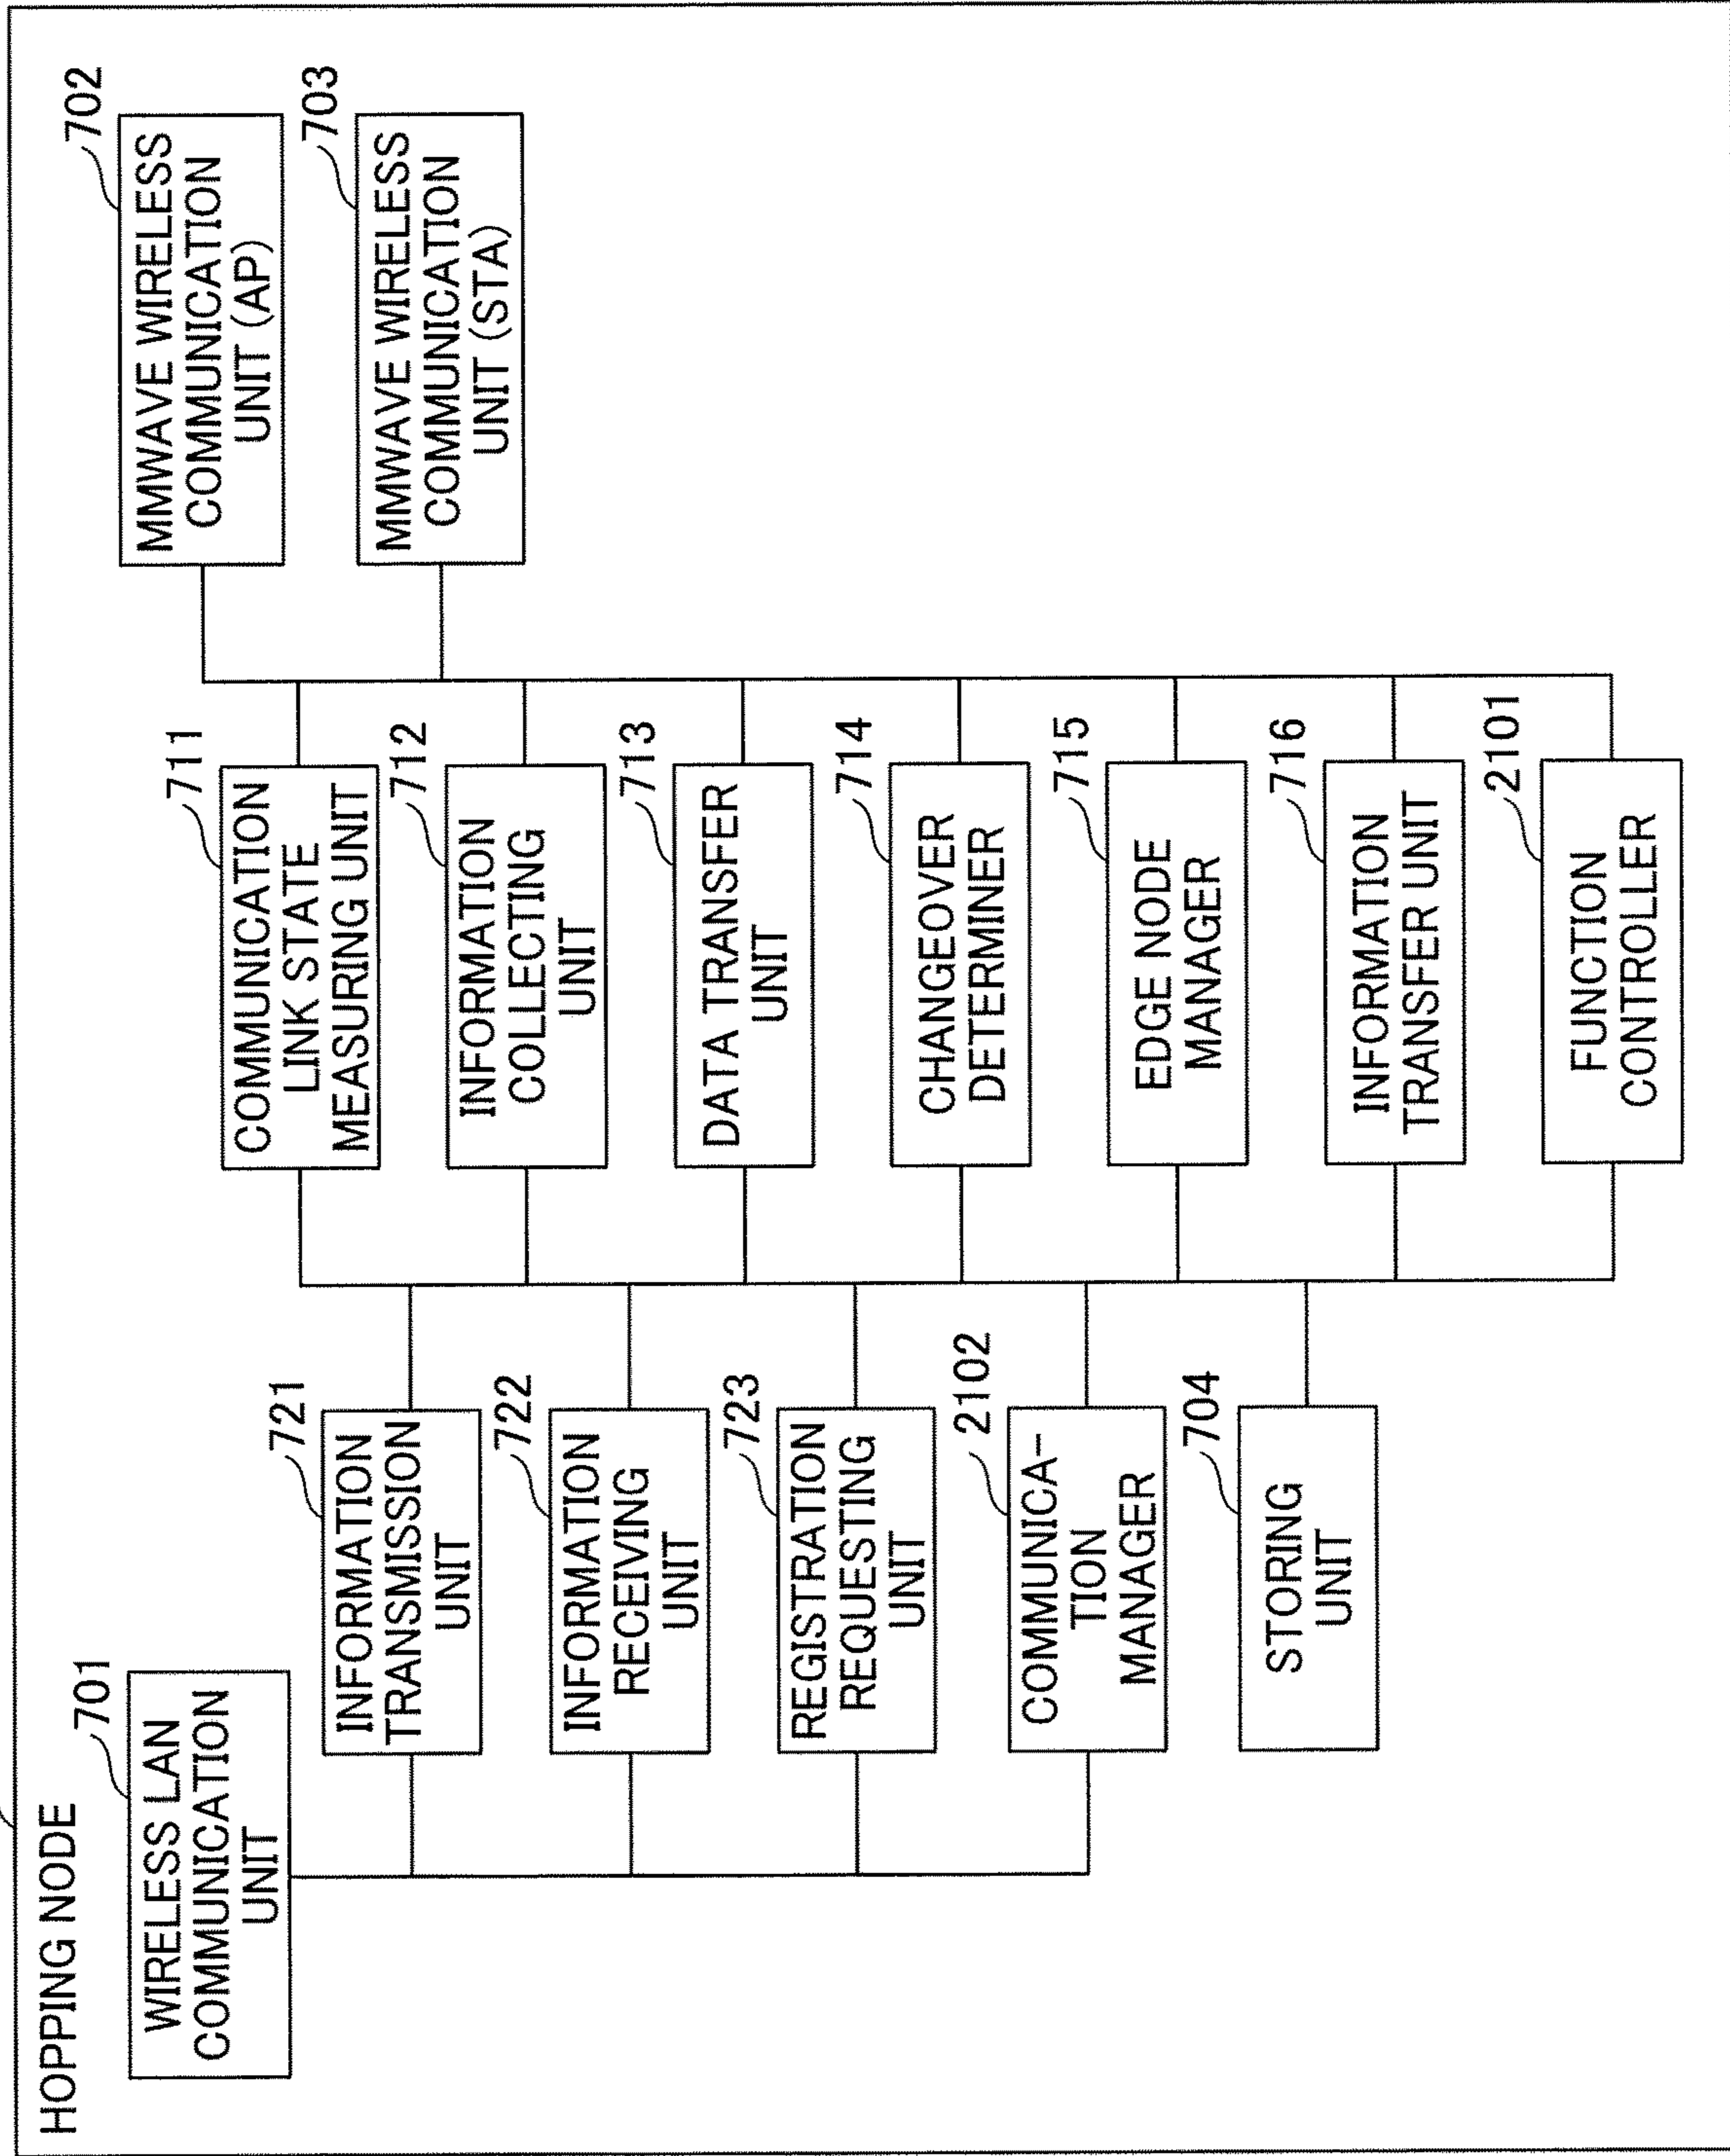 HOPPING NODE
701
WIRELESS LAN
COMMUNICATION
UNIT
721
INFORMATION
TRANSMISSION
UNIT
722
INFORMATION
RECEIVING
UNIT
723
REGISTRATION
REQUESTING
UNIT
2102
COMMUNICA-
TION
MANAGER
704
STORING
UNIT
711
COMMUNICATION
LINK STATE
MEASURING UNIT
712
INFORMATION
COLLECTING
UNIT
713
DATA TRANSFER
UNIT
714
CHANGEOVER
DETERMINER
715
EDGE NODE
MANAGER
716
INFORMATION
TRANSFER UNIT
2101
FUNCTION
CONTROLLER
702
MMWAVE WIRELESS
COMMUNICATION
UNIT (AP)
703
MMWAVE WIRELESS
COMMUNICATION
UNIT (STA)